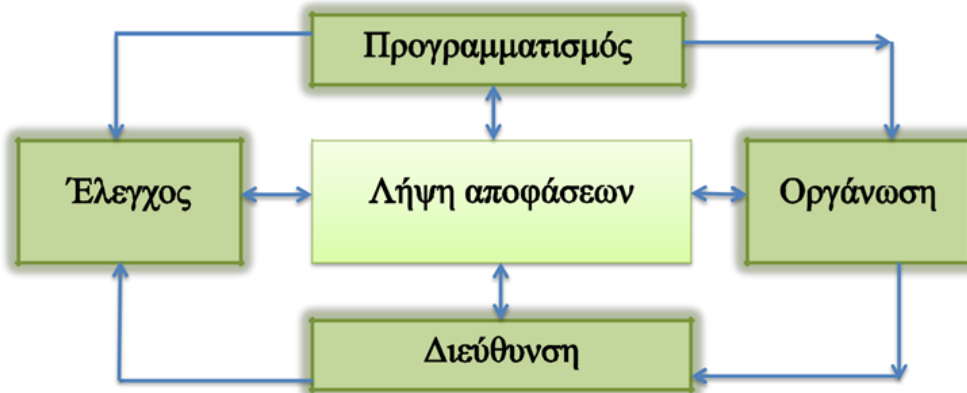 Προγραμματισμός
Έλεγχος
Λήψη αποφάσεων
Οργάνωση
Διεύθυνση